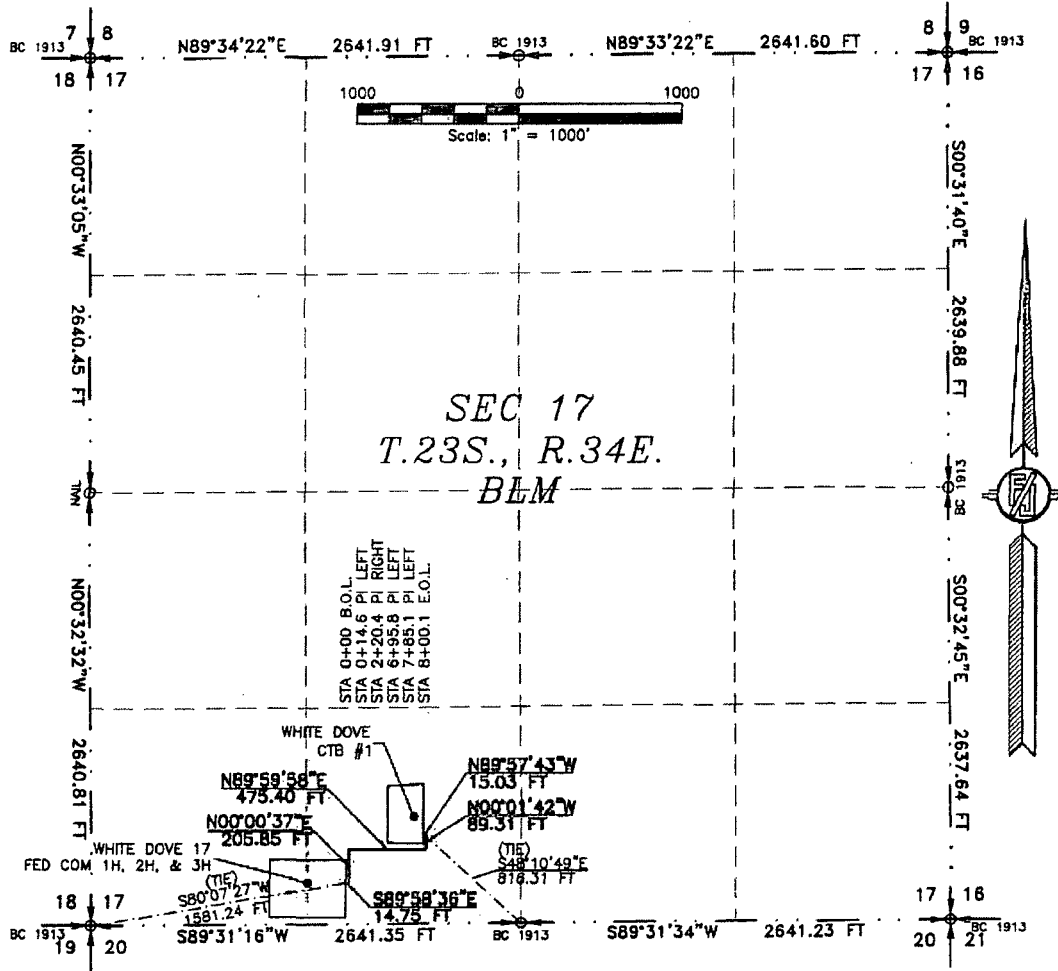 7 8
BC 1913
18 17
N89°34'22"E 2641.91 FT
BC 1913
N89°33'22"E 2641.60 FT
8 9
BC 1913
17 16
1000 0 1000
Scale: 1" = 1000'
N00°33'05"W 2640.45 FT
S00°31'40"E 2639.88 FT
SEC 17
T.23S., R.34E.
BLM
NAIL
BC 1913
N00°32'32"W 2640.81 FT
S00°32'45"E 2637.64 FT
STA 0+00 B.O.L.
STA 0+14.6 PI LEFT
STA 2+20.4 PI RIGHT
STA 6+95.8 PI LEFT
STA 7+85.1 PI LEFT
STA 8+00.1 E.O.L.
WHITE DOVE
CTB #1
N89°59'58"E
475.40 FT
N89°57'43"W
15.03 FT
N00°01'42"W
89.31 FT
N00°00'37"E
205.85 FT
WHITE DOVE 17
FED COM 1H, 2H, & 3H
(TIE)
S80°07'27"W
1581.24 FT
(TIE)
S48°10'49"E
816.31 FT
S89°58'36"E
14.75 FT
18 17
BC 1913
19 20
S89°31'16"W 2641.35 FT
BC 1913
S89°31'34"W 2641.23 FT
17 16
BC 1913
20 21